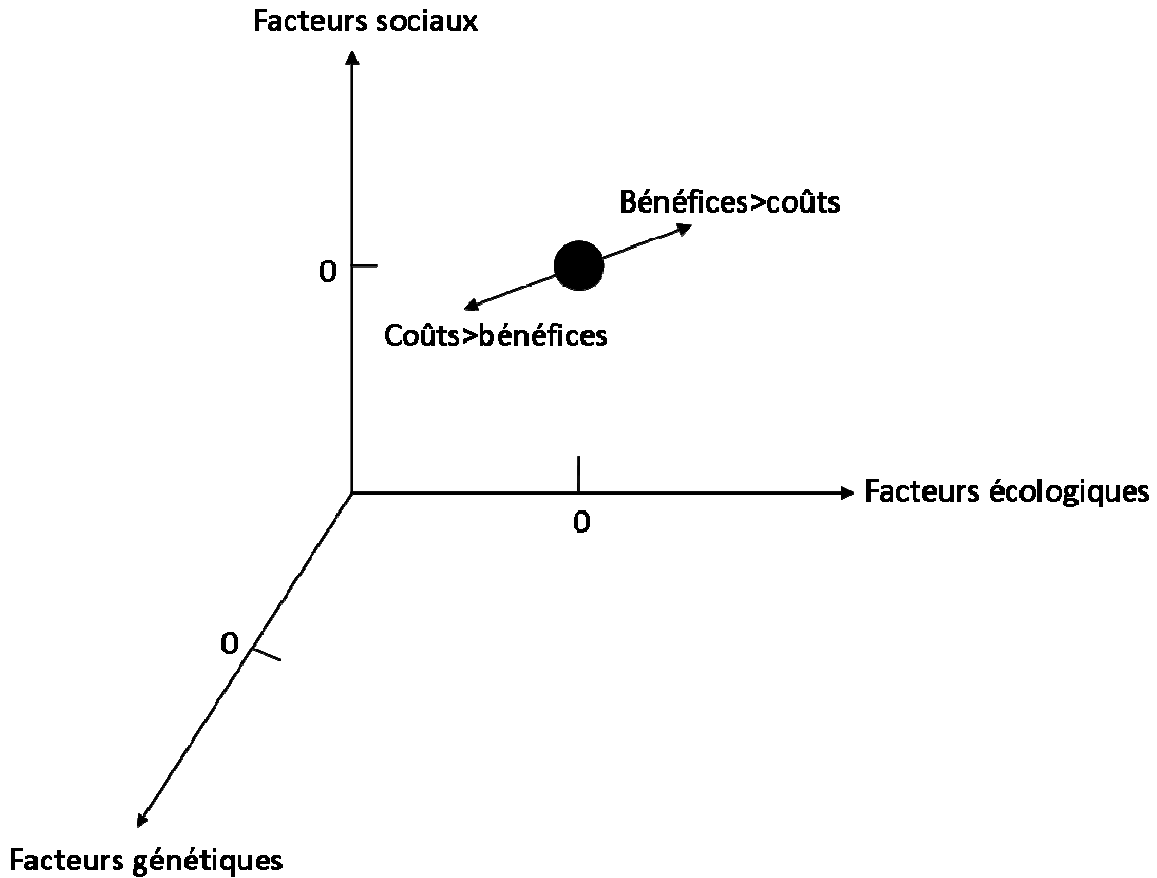 Facteurs sociaux
Bénéfices>coûts
0
Coûts>bénéfices
Facteurs écologiques
0
0
Facteurs génétiques